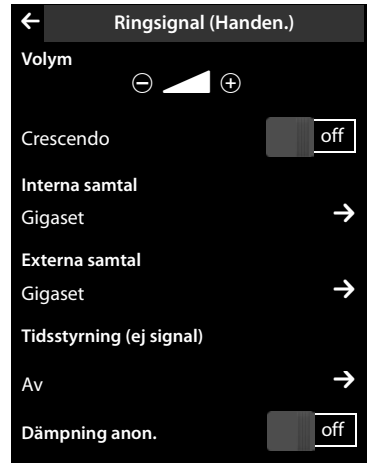 Ringsignal (Handen.)
Volym
Crescendo off
Interna samtal
Gigaset
Externa samtal
Gigaset
Tidsstyrning (ej signal)
Av
Dämpning anon. off